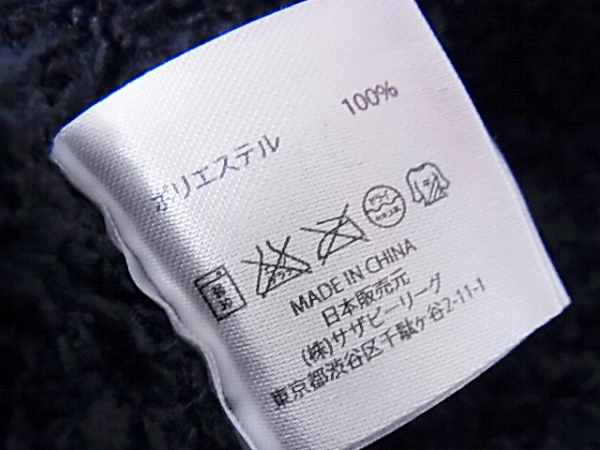 ポリエステル 100%
MADE IN CHINA
日本販売元
(株)サザビーリーグ
東京都渋谷区千駄ヶ谷2-11-1